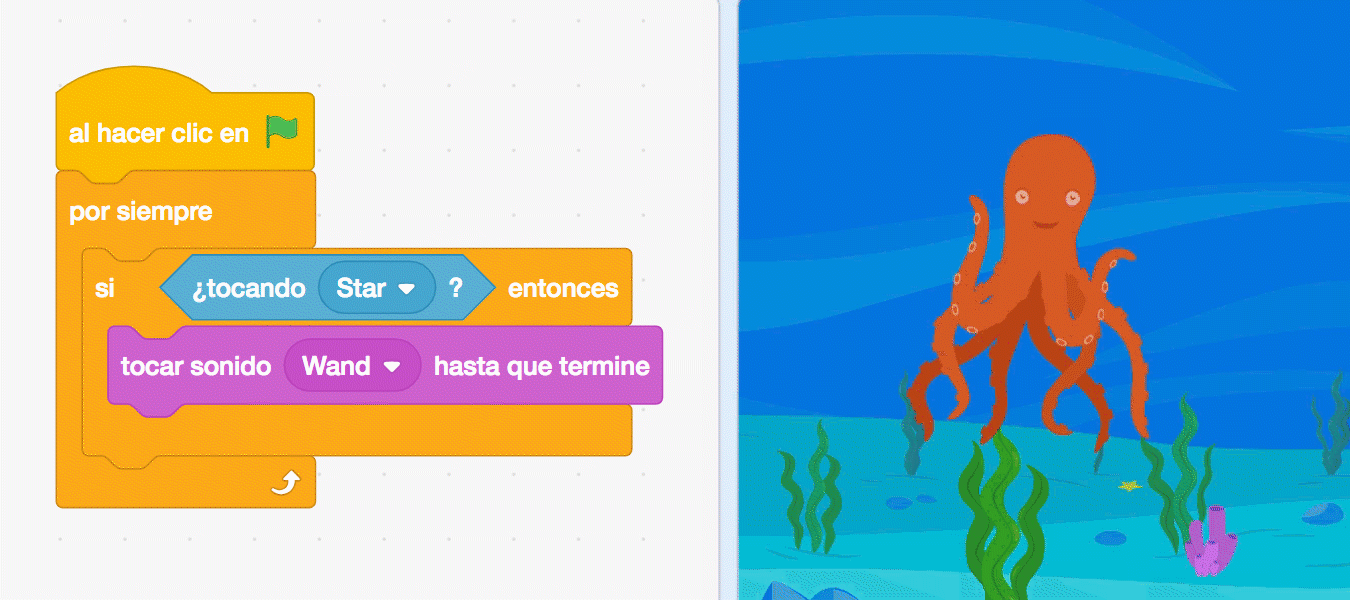 al hacer clic en
por siempre
si ¿tocando Star ? entonces
tocar sonido Wand hasta que termine